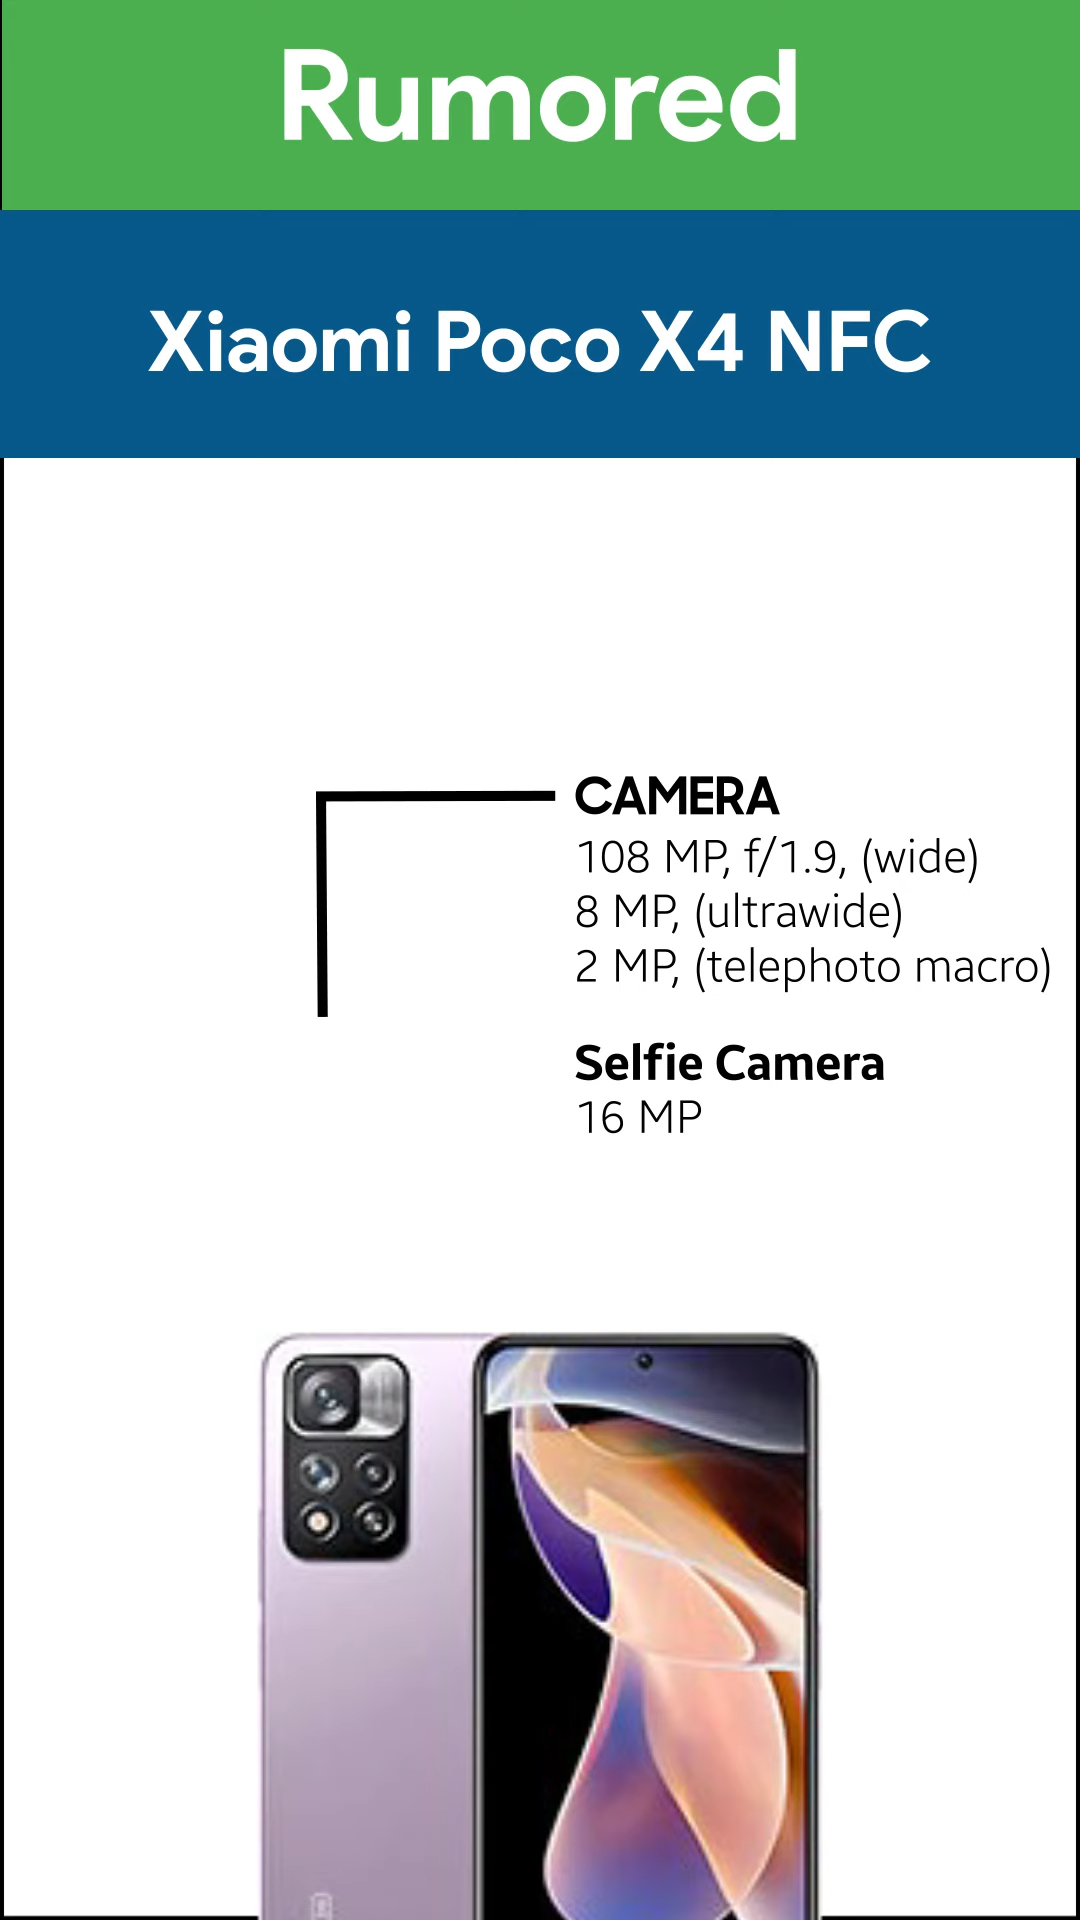 Rumored
Xiaomi Poco X4 NFC
CAMERA
108 MP, f/1.9, (wide)
8 MP, (ultrawide)
2 MP, (telephoto macro)
Selfie Camera
16 MP